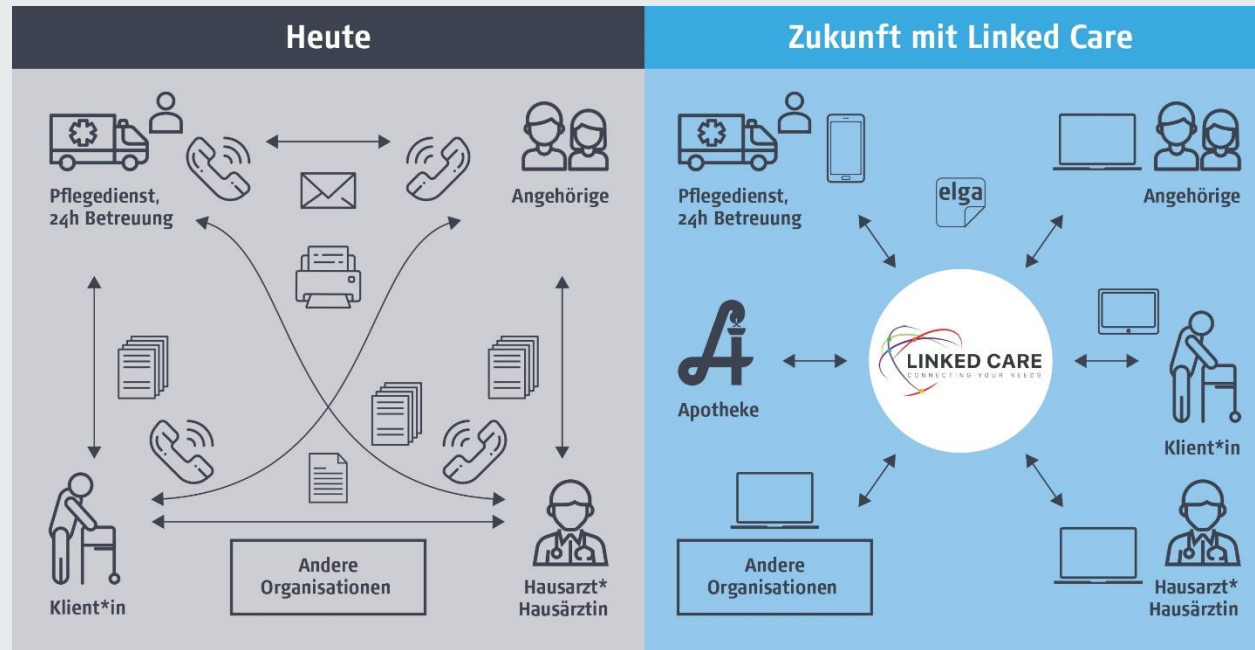 Heute
Pflegedienst,
24h Betreuung
Angehörige
Klient*in
Andere
Organisationen
Hausarzt*
Hausärztin
Zukunft mit Linked Care
Pflegedienst,
24h Betreuung
elga
Angehörige
Apotheke
LINKED CARE
CONNECTING YOUR NEEDS
Klient*in
Andere
Organisationen
Hausarzt*
Hausärztin